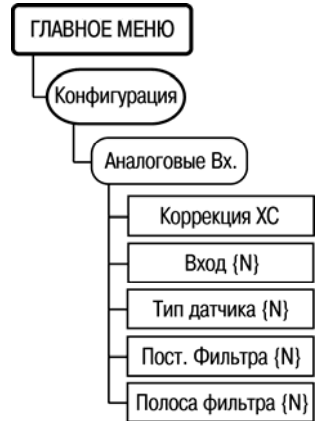 ГЛАВНОЕ МЕНЮ
Конфигурация
Аналоговые Вх.
Коррекция ХС
Вход {N}
Тип датчика {N}
Пост. Фильтра {N}
Полоса фильтра {N}